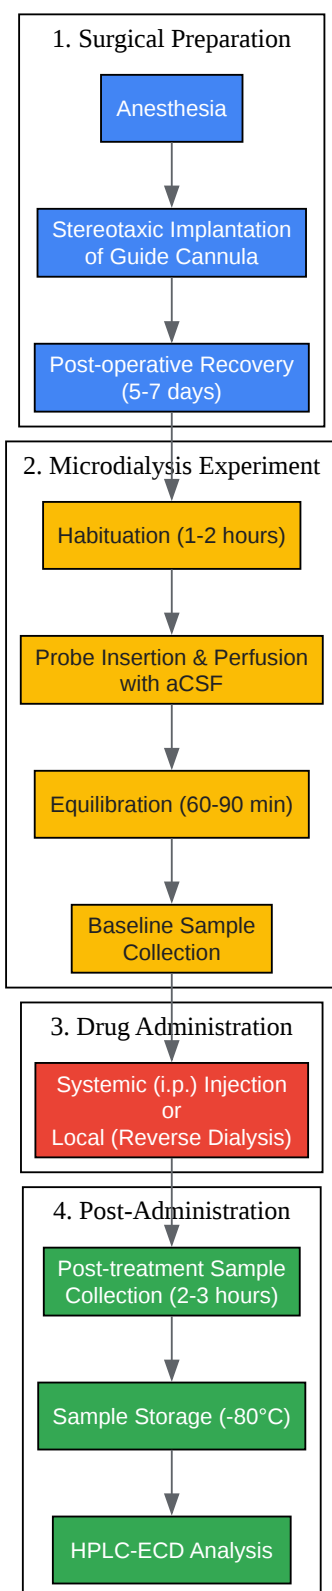 1. Surgical Preparation
Anesthesia
Stereotaxic Implantation
of Guide Cannula
Post-operative Recovery
(5-7 days)
2. Microdialysis Experiment
Habituation (1-2 hours)
Probe Insertion & Perfusion
with aCSF
Equilibration (60-90 min)
Baseline Sample
Collection
3. Drug Administration
Systemic (i.p.) Injection
or
Local (Reverse Dialysis)
4. Post-Administration
Post-treatment Sample
Collection (2-3 hours)
Sample Storage (-80°C)
HPLC-ECD Analysis